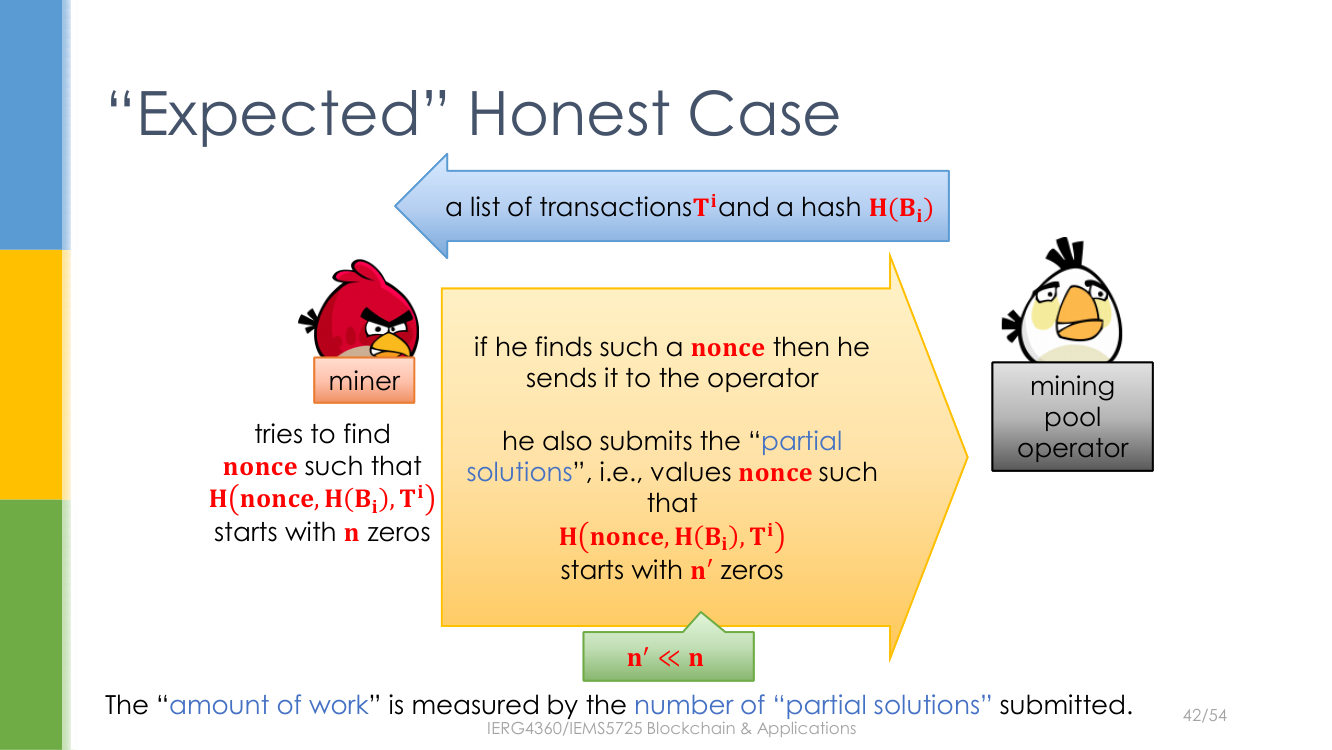 “Expected” Honest Case
a list of transactionsTⁱand a hash H(Bᵢ)
miner
tries to find
nonce such that
H(nonce, H(Bᵢ), Tⁱ)
starts with n zeros
if he finds such a nonce then he
sends it to the operator
he also submits the “partial
solutions”, i.e., values nonce such
that
H(nonce, H(Bᵢ), Tⁱ)
starts with n′ zeros
n′ ≪ n
mining
pool
operator
The “amount of work” is measured by the number of “partial solutions” submitted.
IERG4360/IEMS5725 Blockchain & Applications
42/54